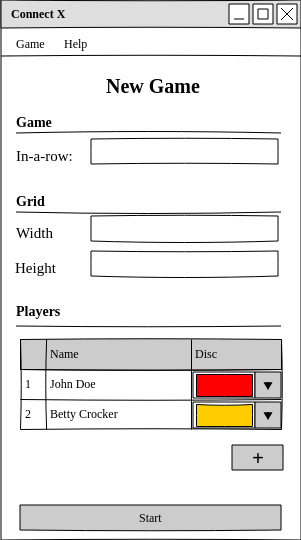 Connect X
Game Help
New Game
Game
In-a-row:
Grid
Width
Height
Players
Name Disc
1 John Doe
2 Betty Crocker
+
Start